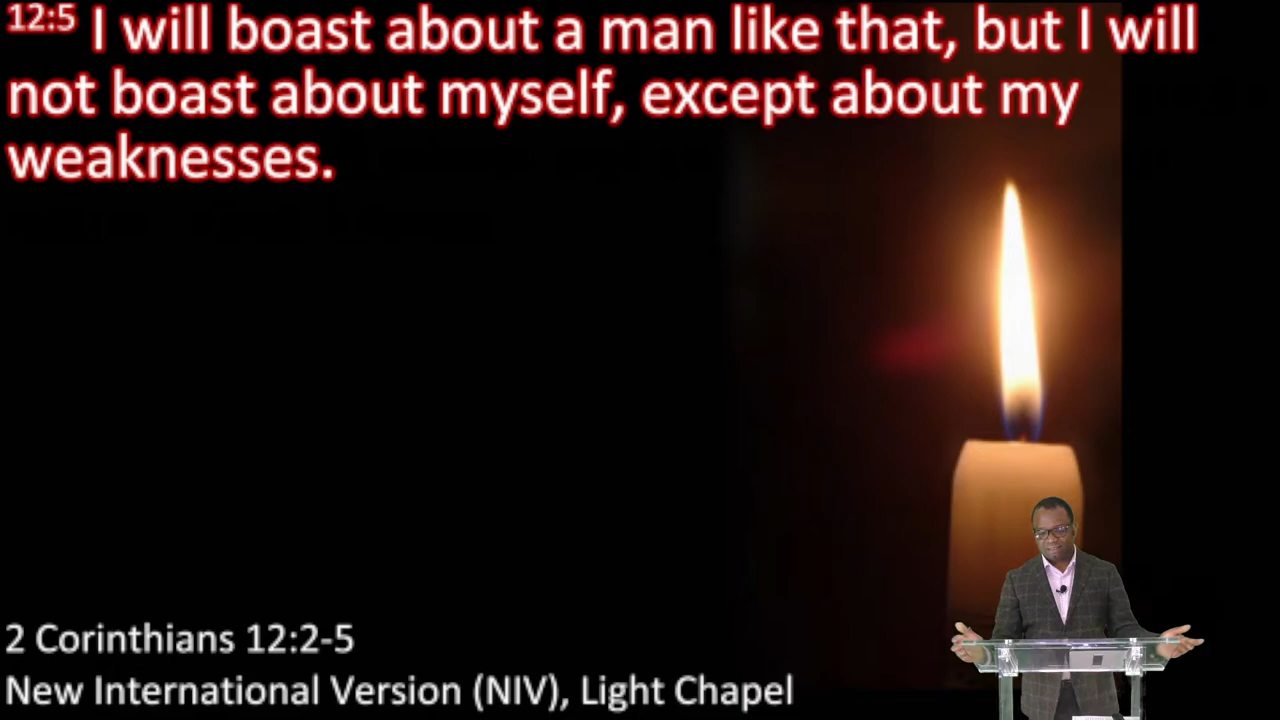 12:5 I will boast about a man like that, but I will
not boast about myself, except about my
weaknesses.
2 Corinthians 12:2-5
New International Version (NIV), Light Chapel